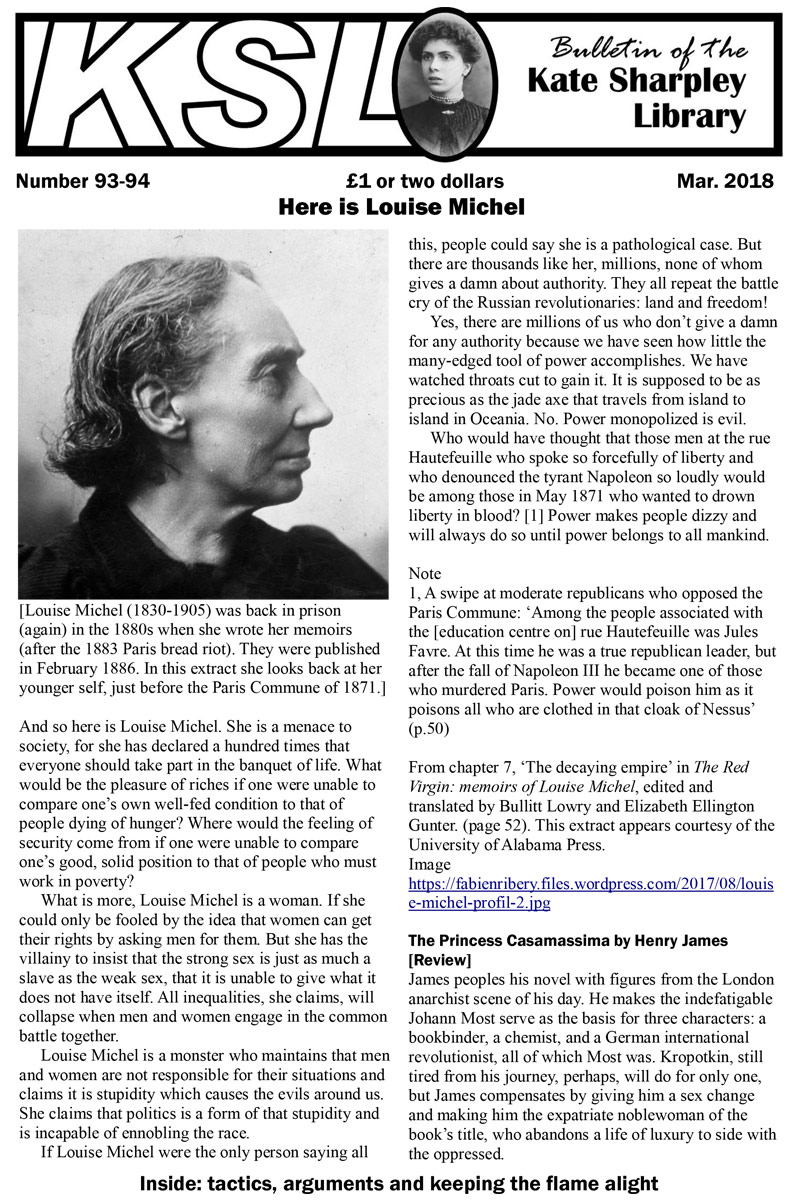 KSL
Bulletin of the
Kate Sharpley
Library
Number 93-94
£1 or two dollars
Mar. 2018
Here is Louise Michel
[Louise Michel (1830-1905) was back in prison
(again) in the 1880s when she wrote her memoirs
(after the 1883 Paris bread riot). They were published
in February 1886. In this extract she looks back at her
younger self, just before the Paris Commune of 1871.]
And so here is Louise Michel. She is a menace to
society, for she has declared a hundred times that
everyone should take part in the banquet of life. What
would be the pleasure of riches if one were unable to
compare one’s own well-fed condition to that of
people dying of hunger? Where would the feeling of
security come from if one were unable to compare
one’s good, solid position to that of people who must
work in poverty?
What is more, Louise Michel is a woman. If she
could only be fooled by the idea that women can get
their rights by asking men for them. But she has the
villainy to insist that the strong sex is just as much a
slave as the weak sex, that it is unable to give what it
does not have itself. All inequalities, she claims, will
collapse when men and women engage in the common
battle together.
Louise Michel is a monster who maintains that men
and women are not responsible for their situations and
claims it is stupidity which causes the evils around us.
She claims that politics is a form of that stupidity and
is incapable of ennobling the race.
If Louise Michel were the only person saying all
this, people could say she is a pathological case. But
there are thousands like her, millions, none of whom
gives a damn about authority. They all repeat the battle
cry of the Russian revolutionaries: land and freedom!
Yes, there are millions of us who don’t give a damn
for any authority because we have seen how little the
many-edged tool of power accomplishes. We have
watched throats cut to gain it. It is supposed to be as
precious as the jade axe that travels from island to
island in Oceania. No. Power monopolized is evil.
Who would have thought that those men at the rue
Hautefeuille who spoke so forcefully of liberty and
who denounced the tyrant Napoleon so loudly would
be among those in May 1871 who wanted to drown
liberty in blood? [1] Power makes people dizzy and
will always do so until power belongs to all mankind.
Note
1, A swipe at moderate republicans who opposed the
Paris Commune: ‘Among the people associated with
the [education centre on] rue Hautefeuille was Jules
Favre. At this time he was a true republican leader, but
after the fall of Napoleon III he became one of those
who murdered Paris. Power would poison him as it
poisons all who are clothed in that cloak of Nessus’
(p.50)
From chapter 7, ‘The decaying empire’ in The Red
Virgin: memoirs of Louise Michel, edited and
translated by Bullitt Lowry and Elizabeth Ellington
Gunter. (page 52). This extract appears courtesy of the
University of Alabama Press.
Image
https://fabienribery.files.wordpress.com/2017/08/louis
e-michel-profil-2.jpg
The Princess Casamassima by Henry James
[Review]
James peoples his novel with figures from the London
anarchist scene of his day. He makes the indefatigable
Johann Most serve as the basis for three characters: a
bookbinder, a chemist, and a German international
revolutionist, all of which Most was. Kropotkin, still
tired from his journey, perhaps, will do for only one,
but James compensates by giving him a sex change
and making him the expatriate noblewoman of the
book’s title, who abandons a life of luxury to side with
the oppressed.
Inside: tactics, arguments and keeping the flame alight